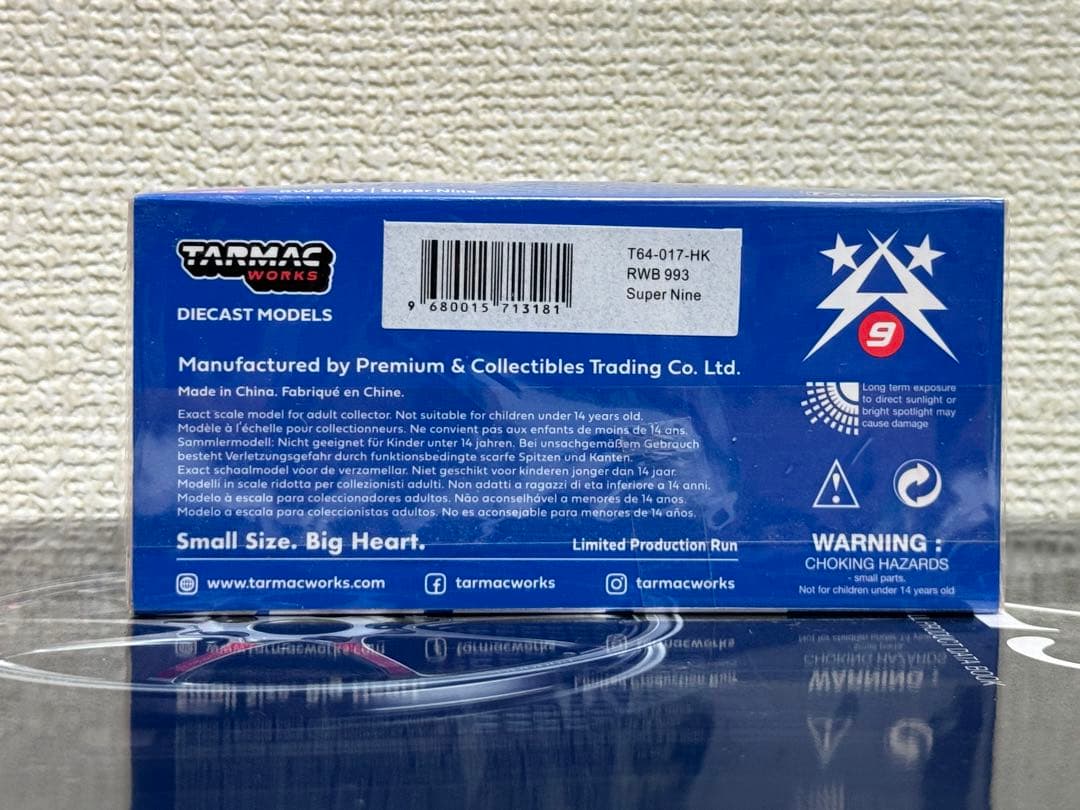 RWB 993 | Super Nine
TARMAC
WORKS
DIECAST MODELS
9 680015 713181
T64-017-HK
RWB 993
Super Nine
9
Manufactured by Premium & Collectibles Trading Co. Ltd.
Made in China. Fabriqué en Chine.
Exact scale model for adult collector. Not suitable for children under 14 years old.
Modèle à l'échelle pour collectionneurs. Ne convient pas aux enfants de moins de 14 ans.
Sammlermodell: Nicht geeignet für Kinder unter 14 jahren. Bei unsachgemäßem Gebrauch
besteht Verletzungsgefahr durch funktionsbedingte scarfe Spitzen und Kanten.
Exact schaalmodel vóor de verzamellar. Niet geschikt voor kinderen jonger dan 14 jaar.
Modelli in scale ridotta per collezionisti adulti. Non adatti a ragazzi di eta inferiore a 14 anni.
Modelo à escala para coleccionadores adultos. Não aconselhável a menores de 14 anos.
Modelo a escala para coleccionistas adultos. No es aconsejable para menores de 14 años.
Long term exposure
to direct sunlight or
bright spotlight may
cause damage
Small Size. Big Heart.
Limited Production Run
www.tarmacworks.com
tarmacworks
tarmacworks
WARNING :
CHOKING HAZARDS
- small parts.
Not for children under 14 years old
PRODUCT DATA BOOK